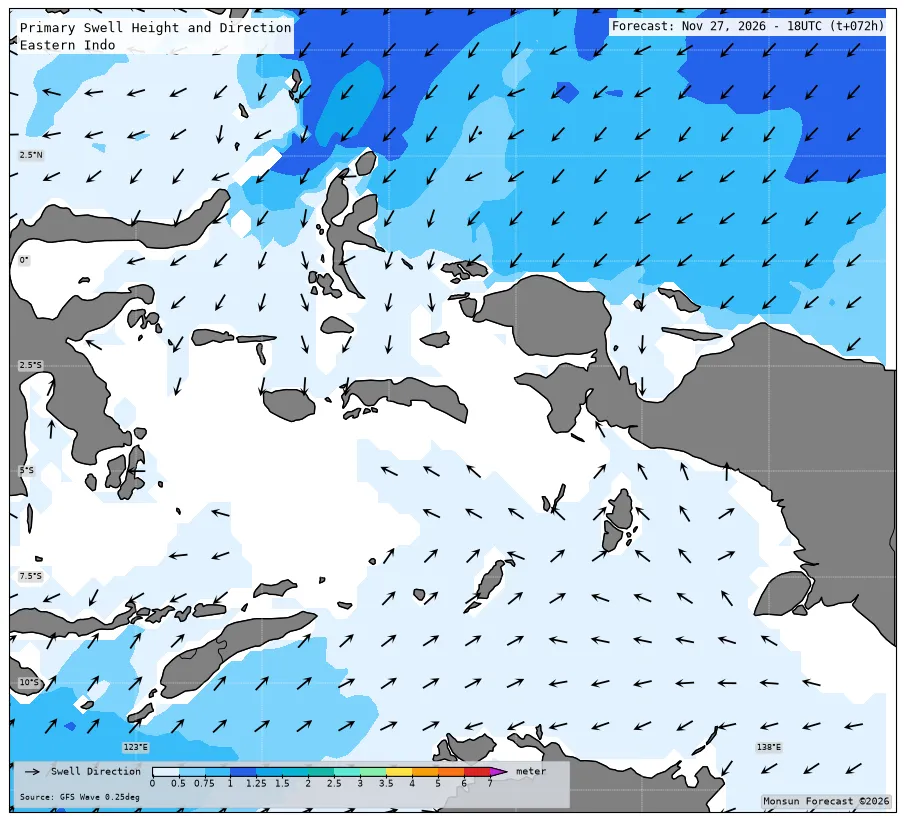 Primary Swell Height and Direction
Eastern Indo
Forecast: Nov 27, 2026 - 18UTC (t+072h)
2.5°N
0°
2.5°S
5°S
7.5°S
10°S
123°E
138°E
Swell Direction
0 0.5 0.75 1 1.25 1.5 2 2.5 3 3.5 4 5 6 7
meter
Source: GFS Wave 0.25deg
Monsun Forecast ©2026